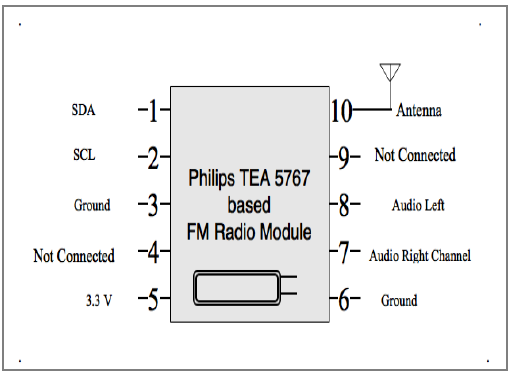 SDA 1 10 Antenna
SCL 2 9 Not Connected
Philips TEA 5767
based
FM Radio Module
Ground 3 8 Audio Left
Not Connected 4 7 Audio Right Channel
3.3 V 5 6 Ground